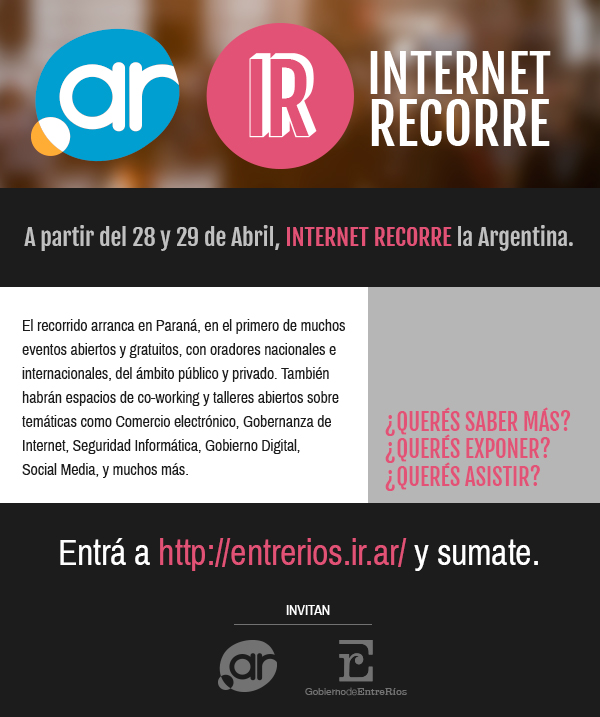 .ar
IR
INTERNET
RECORRE
A partir del 28 y 29 de Abril, INTERNET RECORRE la Argentina.
El recorrido arranca en Paraná, en el primero de muchos
eventos abiertos y gratuitos, con oradores nacionales e
internacionales, del ámbito público y privado. También
habrán espacios de co-working y talleres abiertos sobre
temáticas como Comercio electrónico, Gobernanza de
Internet, Seguridad Informática, Gobierno Digital,
Social Media, y muchos más.
¿QUERÉS SABER MÁS?
¿QUERÉS EXPONER?
¿QUERÉS ASISTIR?
Entrá a http://entrerios.ir.ar/ y sumate.
INVITAN
.ar
Er
GobiernodeEntreRíos